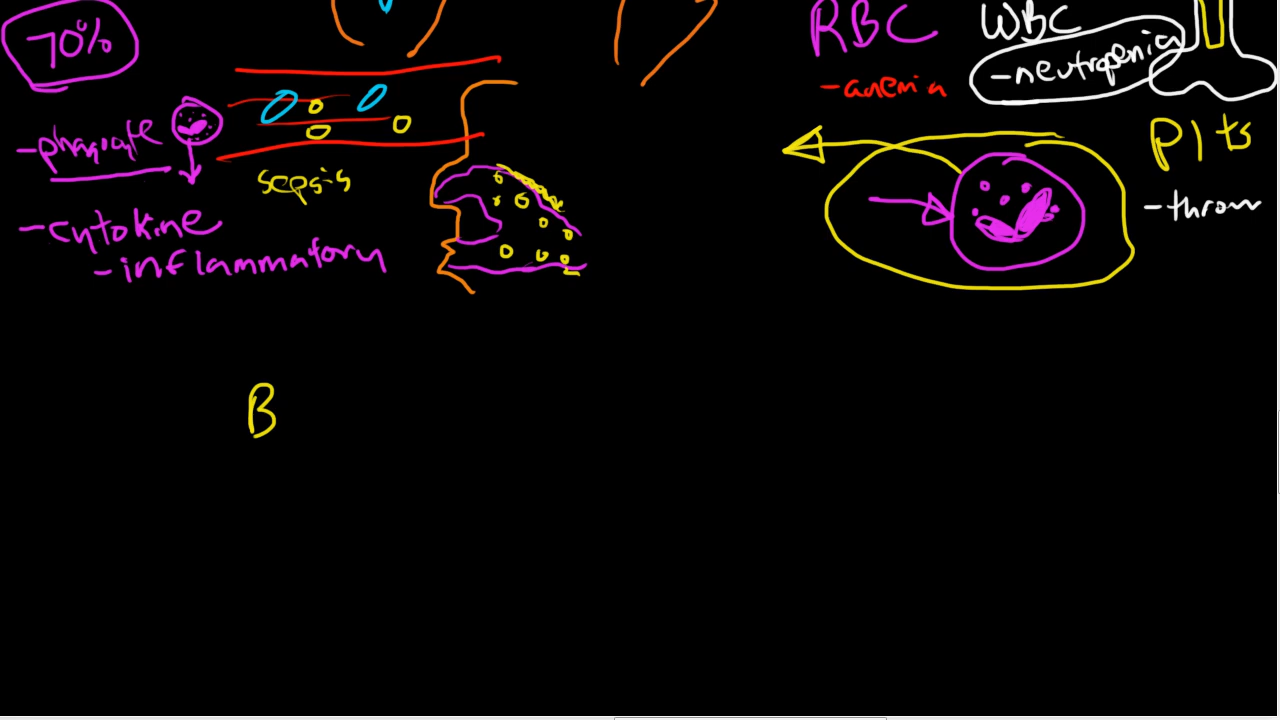 70%
- phagocyte
- cytokine
- inflammatory
sepsis
RBC
- anemia
WBC
- neutropenia
Plts
- throm
B